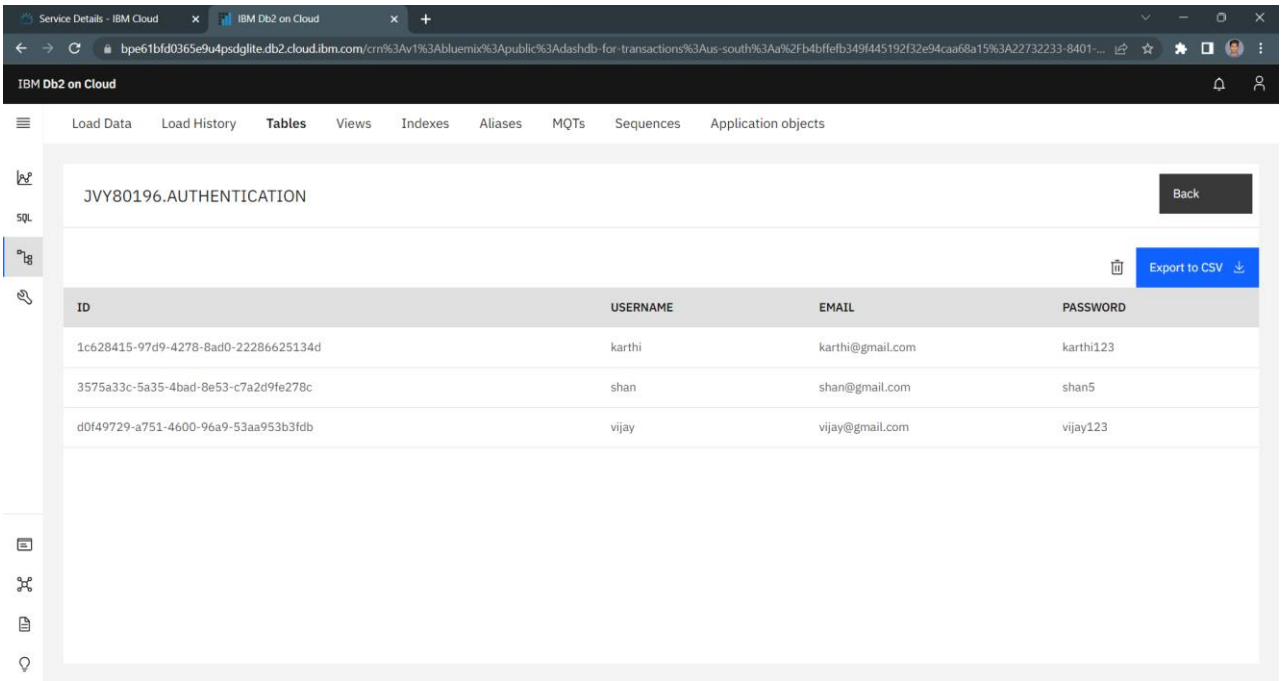 Service Details - IBM Cloud IBM Db2 on Cloud
bpe61bfd0365e9u4psdglite.db2.cloud.ibm.com/crn%3Av1%3Abluemix%3Apublic%3Adashdb-for-transactions%3Aus-south%3Aa%2Fb4bffefb349f445192f32e94caa68a15%3A22732233-8401-...
IBM Db2 on Cloud
Load Data Load History Tables Views Indexes Aliases MQTs Sequences Application objects
JVY80196.AUTHENTICATION Back
SQL
Export to CSV
ID USERNAME EMAIL PASSWORD
1c628415-97d9-4278-8ad0-22286625134d karthi karthi@gmail.com karthi123
3575a33c-5a35-4bad-8e53-c7a2d9fe278c shan shan@gmail.com shan5
d0f49729-a751-4600-96a9-53aa953b3fdb vijay vijay@gmail.com vijay123